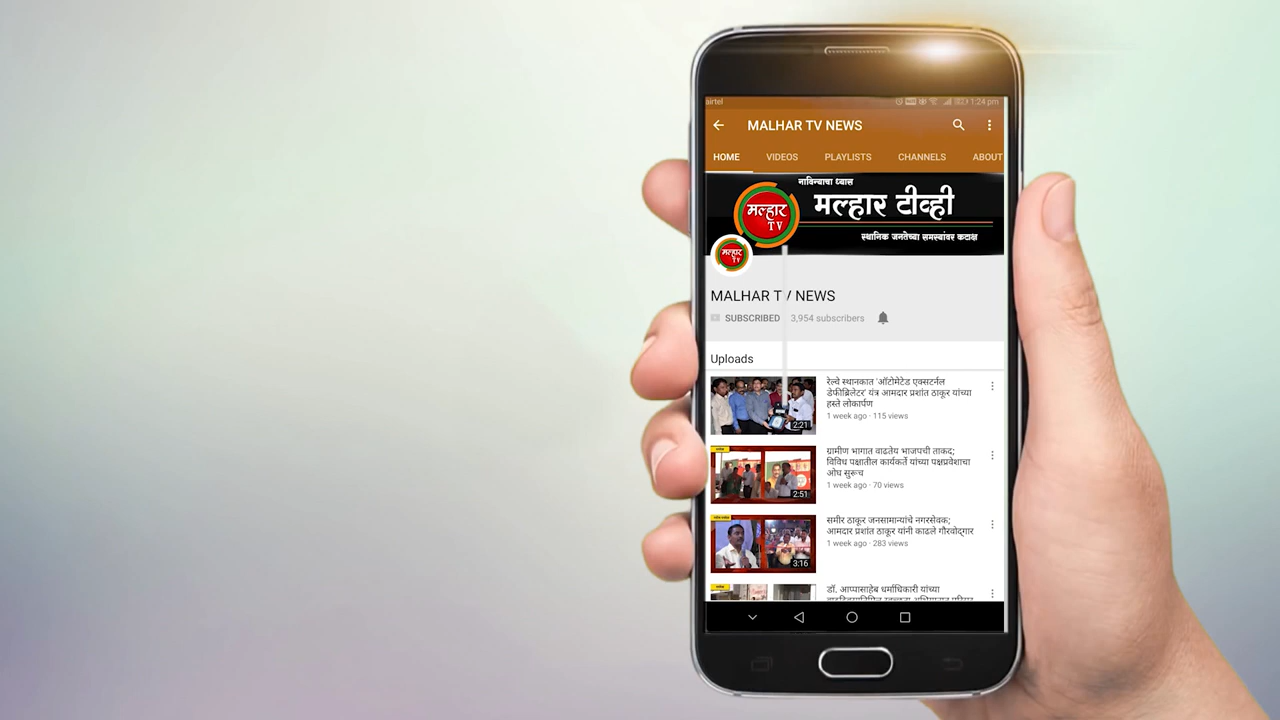 airtel 1:24 pm
MALHAR TV NEWS
HOME VIDEOS PLAYLISTS CHANNELS ABOUT
नाविन्याचा ध्यास
मल्हार टीव्ही
मल्हार
TV
स्थानिक जनतेच्या समस्यांवर कटाक्ष
मल्हार
TV
MALHAR TV NEWS
SUBSCRIBED 3,954 subscribers
Uploads
रेल्वे स्थानकात 'ऑटोमेटेड एक्सटर्नल
डेफीब्रिलेटर' यंत्र आमदार प्रशांत ठाकूर यांच्या
हस्ते लोकार्पण
1 week ago · 115 views
2:21
ग्रामीण भागात वाढतेय भाजपची ताकद;
विविध पक्षातील कार्यकर्ते यांच्या पक्षप्रवेशाचा
ओघ सुरूच
1 week ago · 70 views
2:51
समीर ठाकूर जनसामान्यांचे नगरसेवक;
आमदार प्रशांत ठाकूर यांनी काढले गौरवोद्गार
1 week ago · 283 views
3:16
डॉ. आप्पासाहेब धर्माधिकारी यांच्या